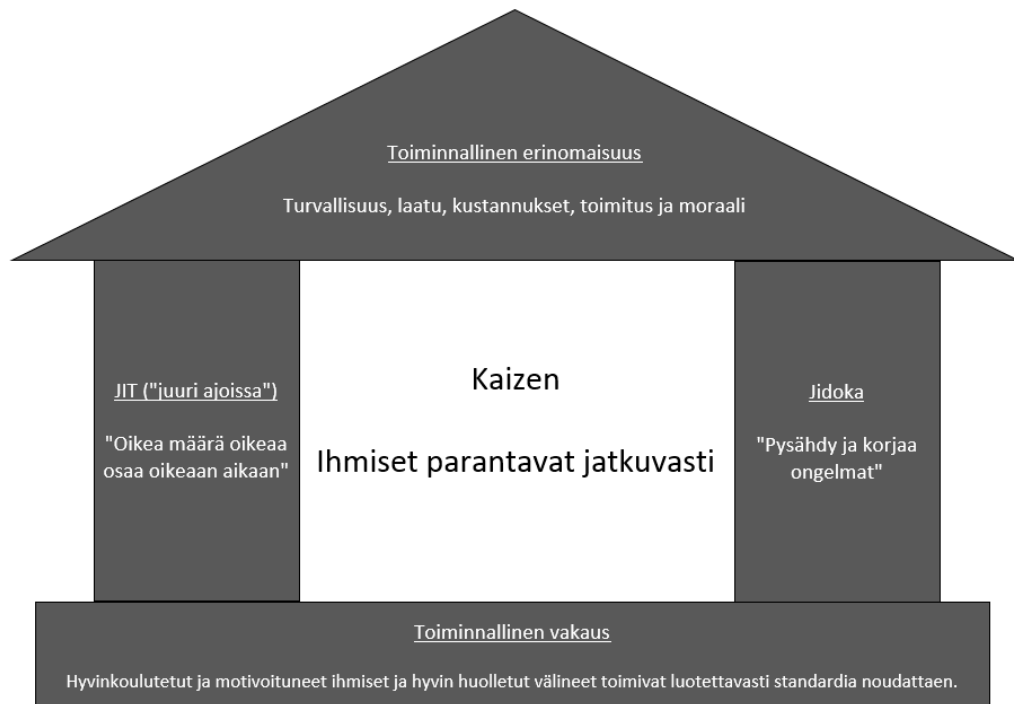 Toiminnallinen erinomaisuus
Turvallisuus, laatu, kustannukset, toimitus ja moraali
JIT ("juuri ajoissa")
"Oikea määrä oikeaa
osaa oikeaan aikaan"
Kaizen
Ihmiset parantavat jatkuvasti
Jidoka
"Pysähdy ja korjaa
ongelmat"
Toiminnallinen vakaus
Hyvinkoulutetut ja motivoituneet ihmiset ja hyvin huolletut välineet toimivat luotettavasti standardia noudattaen.